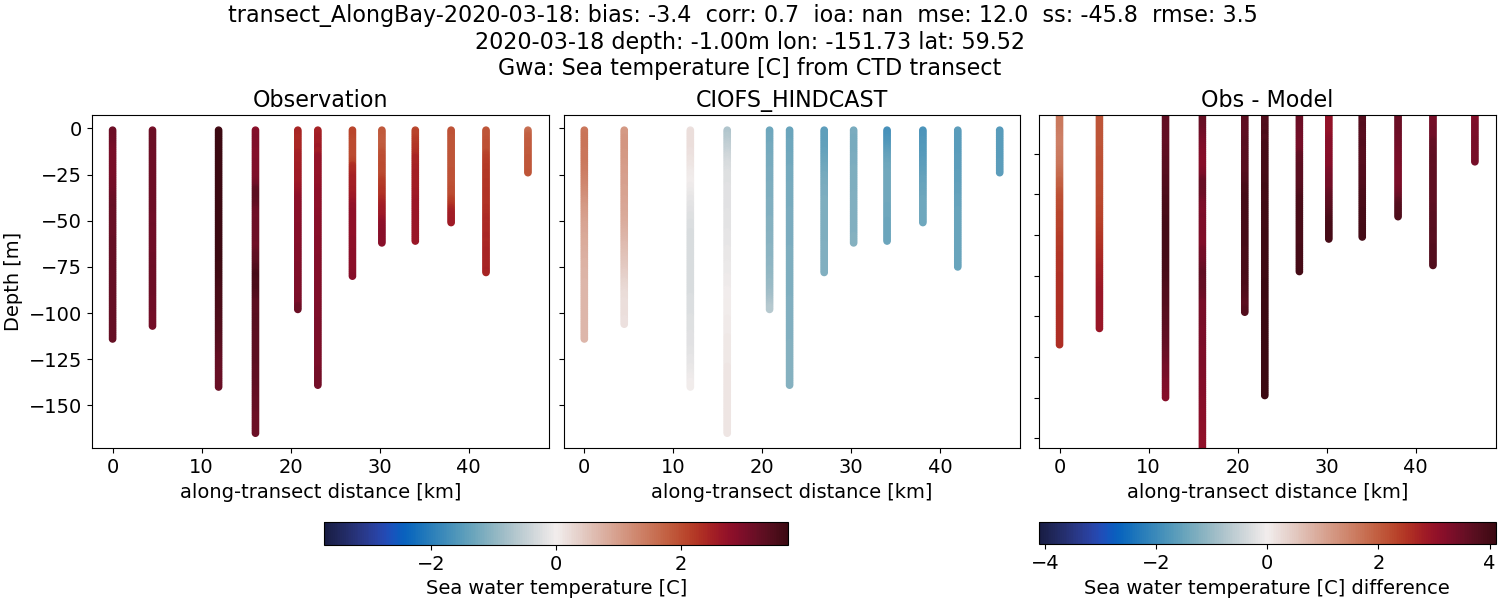 transect_AlongBay-2020-03-18: bias: -3.4 corr: 0.7 ioa: nan mse: 12.0 ss: -45.8 rmse: 3.5
2020-03-18 depth: -1.00m lon: -151.73 lat: 59.52
Gwa: Sea temperature [C] from CTD transect
Observation
CIOFS_HINDCAST
Obs - Model
Depth [m]
0
−25
−50
−75
−100
−125
−150
0 10 20 30 40
0 10 20 30 40
0 10 20 30 40
along-transect distance [km]
along-transect distance [km]
along-transect distance [km]
−2 0 2
Sea water temperature [C]
−4 −2 0 2 4
Sea water temperature [C] difference